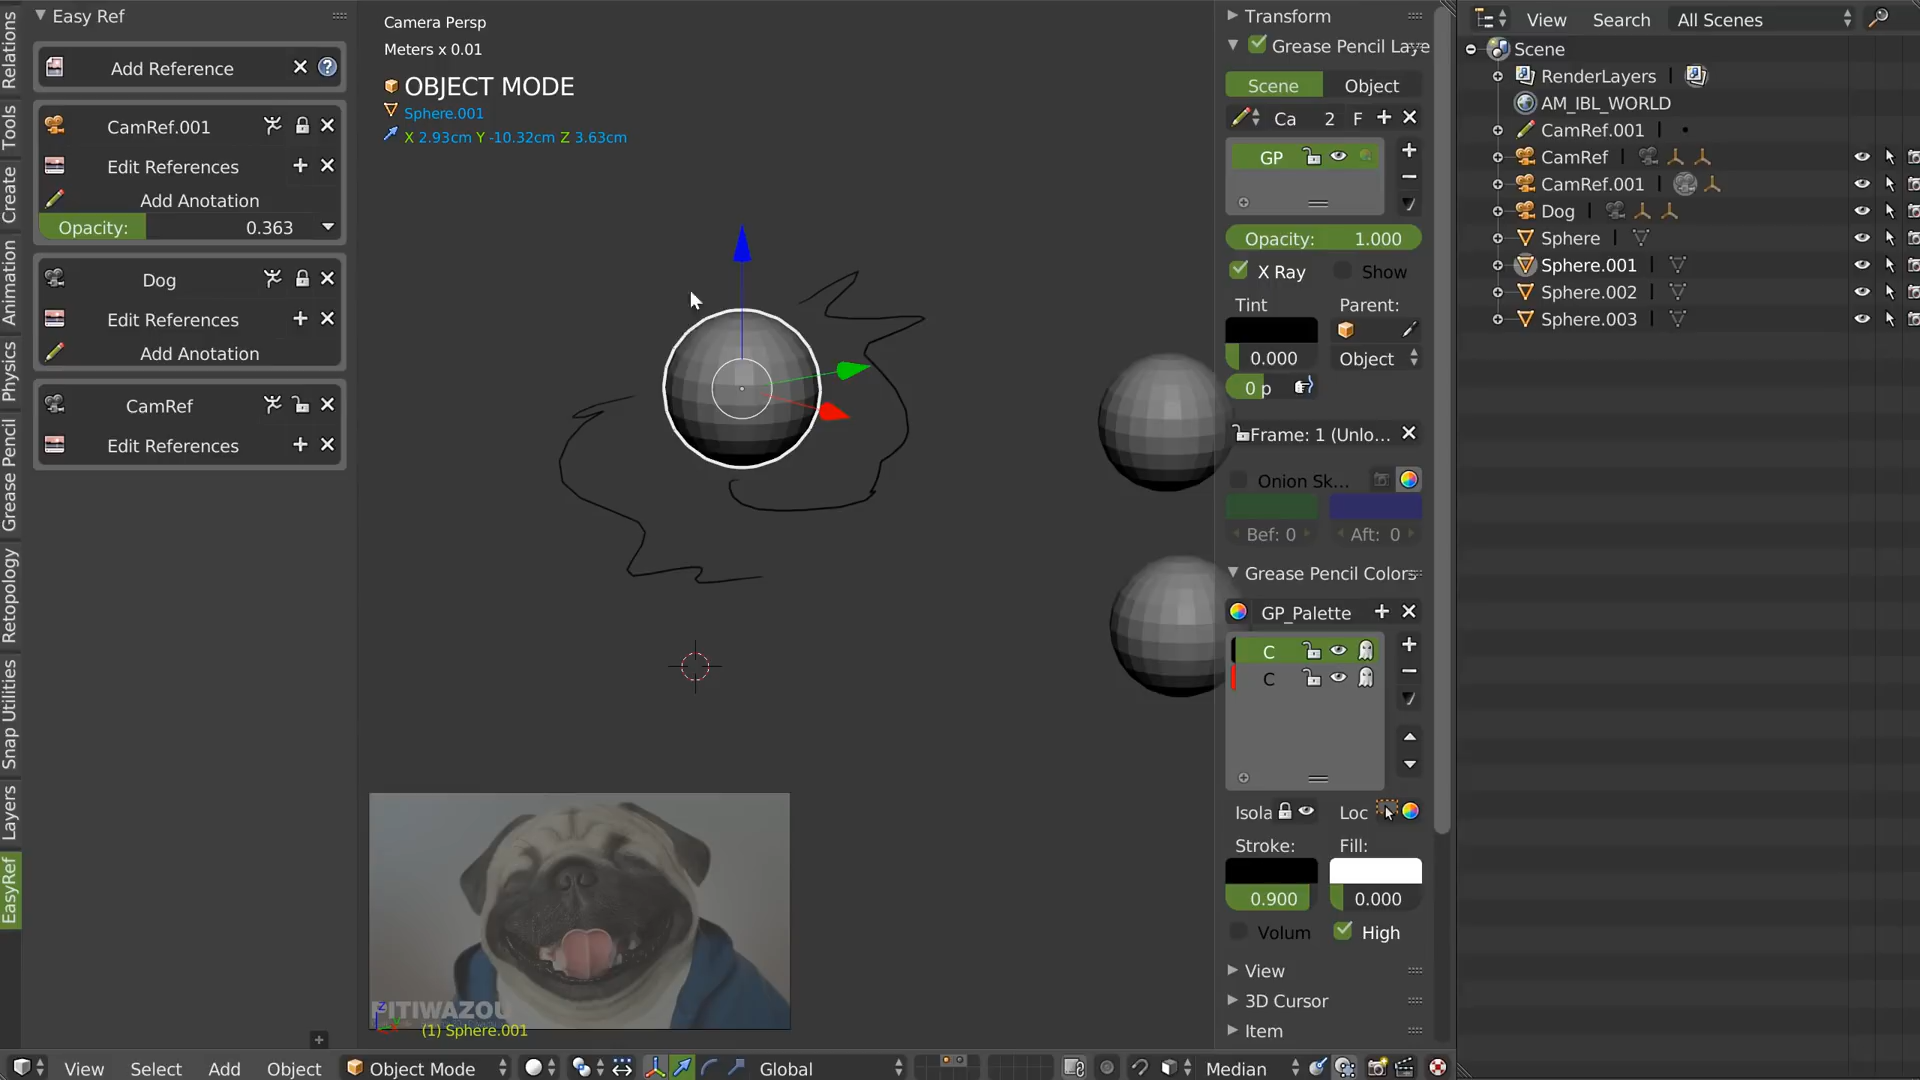 Relations
Tools
Create
Animation
Physics
Grease Pencil
Retopology
Snap Utilities
Layers
EasyRef
Easy Ref
Add Reference
CamRef.001
Edit References
Add Anotation
Opacity: 0.363
Dog
Edit References
Add Anotation
CamRef
Edit References
Camera Persp
Meters x 0.01
OBJECT MODE
Sphere.001
X 2.93cm Y -10.32cm Z 3.63cm
PITIWAZOU
(1) Sphere.001
Transform
Grease Pencil Laye
Scene Object
Ca 2 F
GP
Opacity: 1.000
X Ray Show
Tint Parent:
0.000 Object
0 p
Frame: 1 (Unlo...
Onion Sk...
Bef: 0 Aft: 0
Grease Pencil Colors
GP_Palette
C
C
Isola Loc
Stroke: Fill:
0.900 0.000
Volum High
View
3D Cursor
Item
View Search All Scenes
Scene
RenderLayers
AM_IBL_WORLD
CamRef.001
CamRef
CamRef.001
Dog
Sphere
Sphere.001
Sphere.002
Sphere.003
View Select Add Object Object Mode Global Median